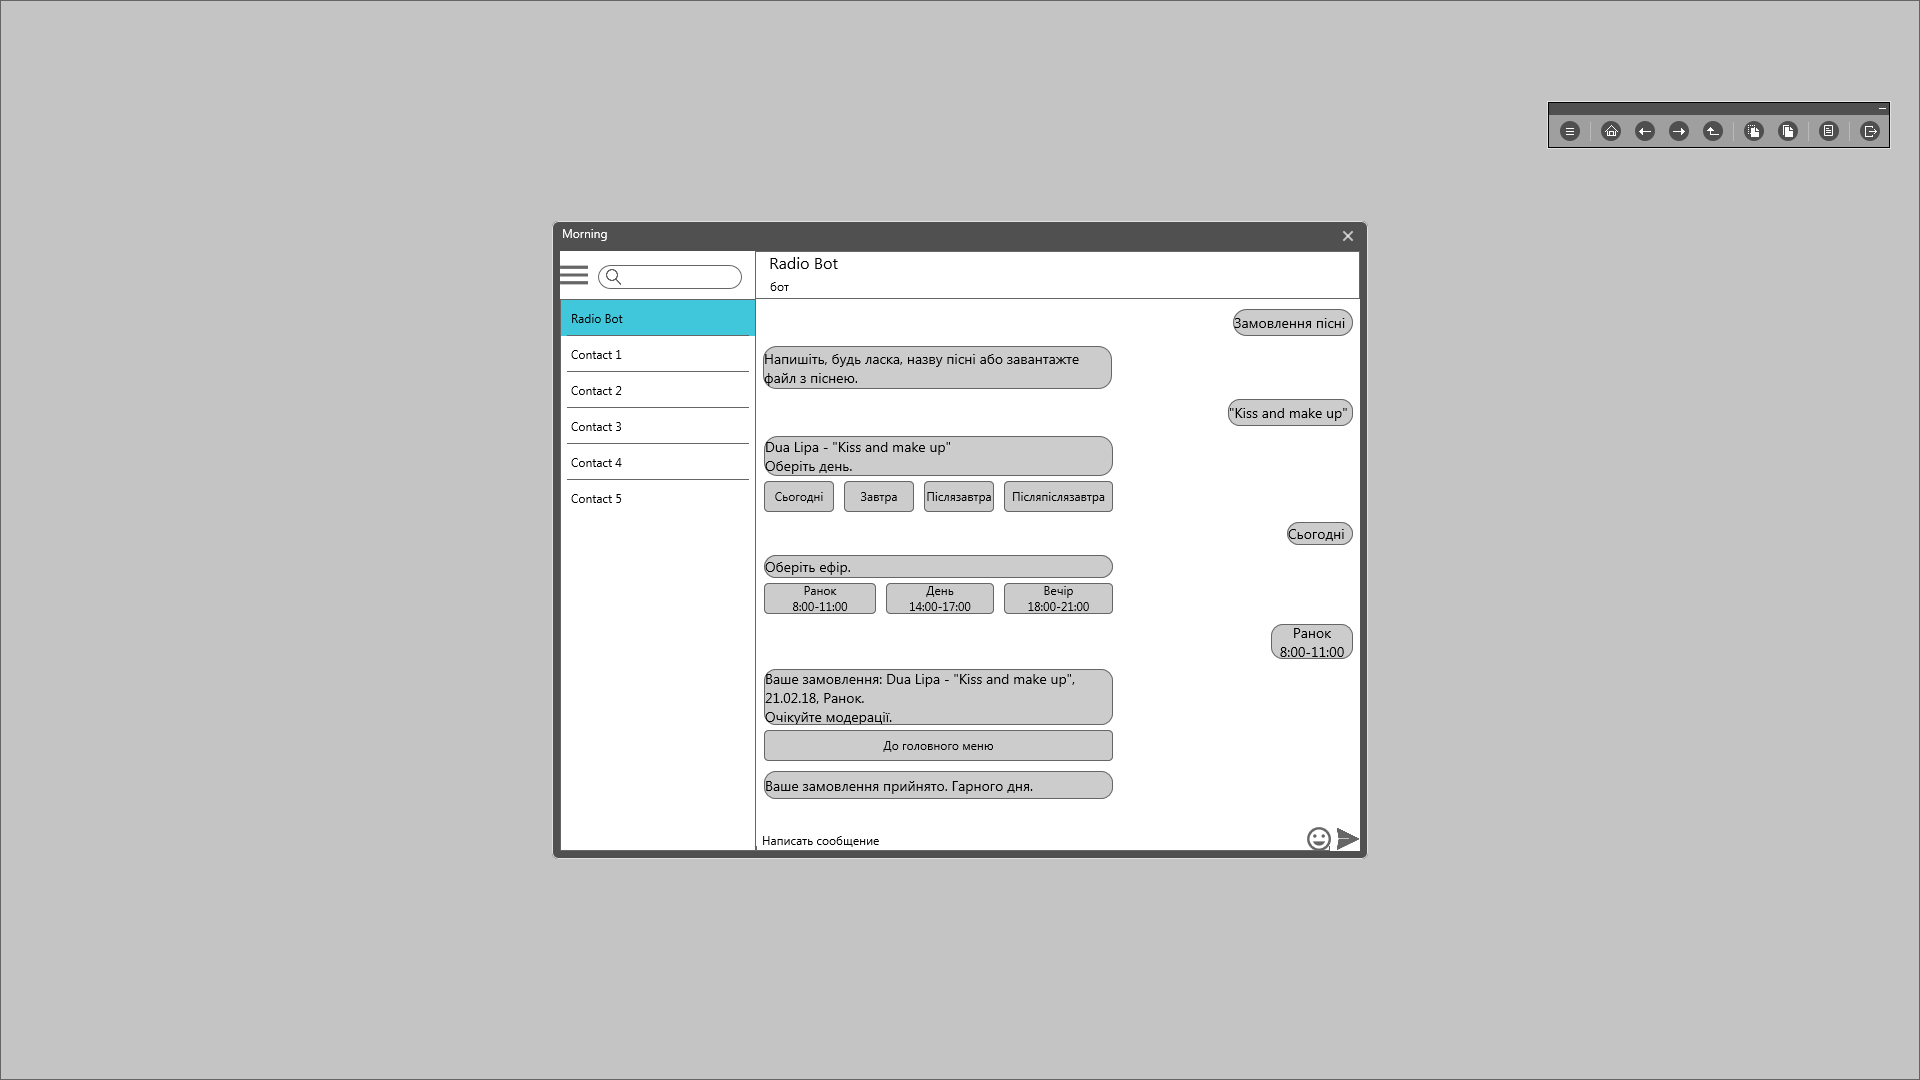 Morning
Radio Bot
Contact 1
Contact 2
Contact 3
Contact 4
Contact 5
Radio Bot
бот
Замовлення пісні
Напишіть, будь ласка, назву пісні або завантажте
файл з піснею.
"Kiss and make up"
Dua Lipa - "Kiss and make up"
Оберіть день.
Сьогодні Завтра Післязавтра Післяпіслязавтра
Сьогодні
Оберіть ефір.
Ранок День Вечір
8:00-11:00 14:00-17:00 18:00-21:00
Ранок
8:00-11:00
Ваше замовлення: Dua Lipa - "Kiss and make up",
21.02.18, Ранок.
Очікуйте модерації.
До головного меню
Ваше замовлення прийнято. Гарного дня.
Написать сообщение